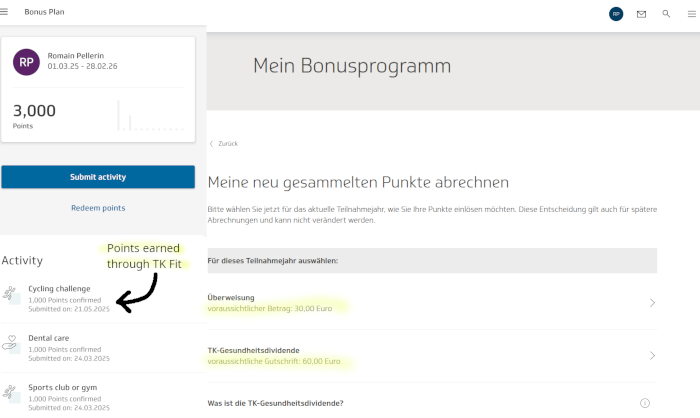 Bonus Plan
RP
Romain Pellerin
01.03.25 - 28.02.26
3,000
Points
Submit activity
Redeem points
Activity
Points earned
through TK Fit
Cycling challenge
1,000 Points confirmed
Submitted on: 21.05.2025
Dental care
1,000 Points confirmed
Submitted on: 24.03.2025
Sports club or gym
1,000 Points confirmed
Submitted on: 24.03.2025
RP
Mein Bonusprogramm
Zurück
Meine neu gesammelten Punkte abrechnen
Bitte wählen Sie jetzt für das aktuelle Teilnahmejahr, wie Sie Ihre Punkte einlösen möchten. Diese Entscheidung gilt auch für spätere
Abrechnungen und kann nicht verändert werden.
Für dieses Teilnahmejahr auswählen:
Überweisung
voraussichtlicher Betrag: 30,00 Euro
TK-Gesundheitsdividende
voraussichtliche Gutschrift: 60,00 Euro
Was ist die TK-Gesundheitsdividende?